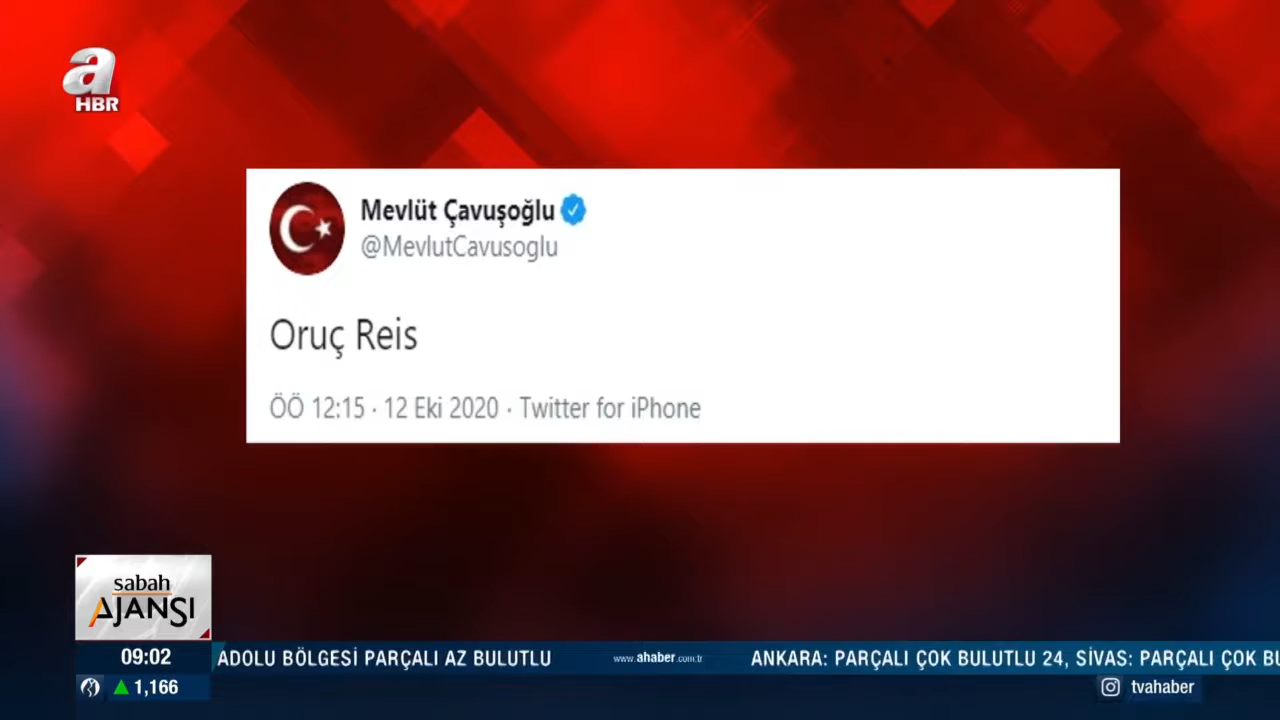 a
HBR
Mevlüt Çavuşoğlu
@MevlutCavusoglu
Oruç Reis
ÖÖ 12:15 · 12 Eki 2020 · Twitter for iPhone
sabah
AJANSI
09:02
ADOLU BÖLGESİ PARÇALI AZ BULUTLU
www.ahaber.com.tr
ANKARA: PARÇALI ÇOK BULUTLU 24, SİVAS: PARÇALI ÇOK BU
1,166
tvahaber